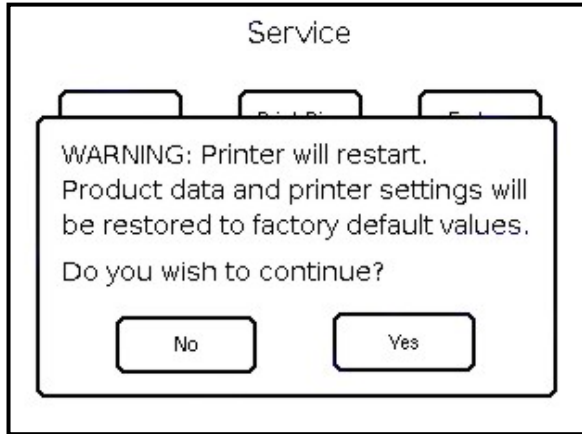 Service
WARNING: Printer will restart.
Product data and printer settings will
be restored to factory default values.
Do you wish to continue?
No
Yes